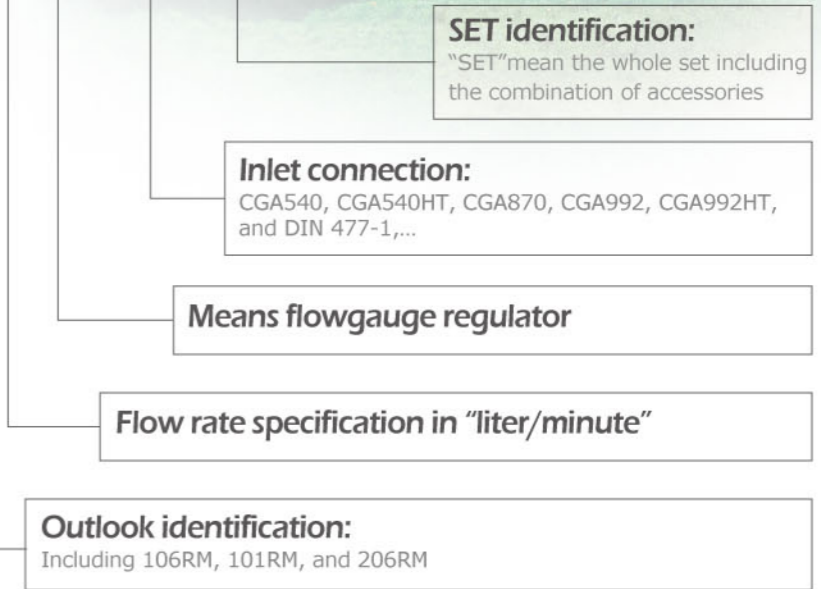 SET identification:
“SET”mean the whole set including
the combination of accessories
Inlet connection:
CGA540, CGA540HT, CGA870, CGA992, CGA992HT,
and DIN 477-1,...
Means flowgauge regulator
Flow rate specification in “liter/minute”
Outlook identification:
Including 106RM, 101RM, and 206RM